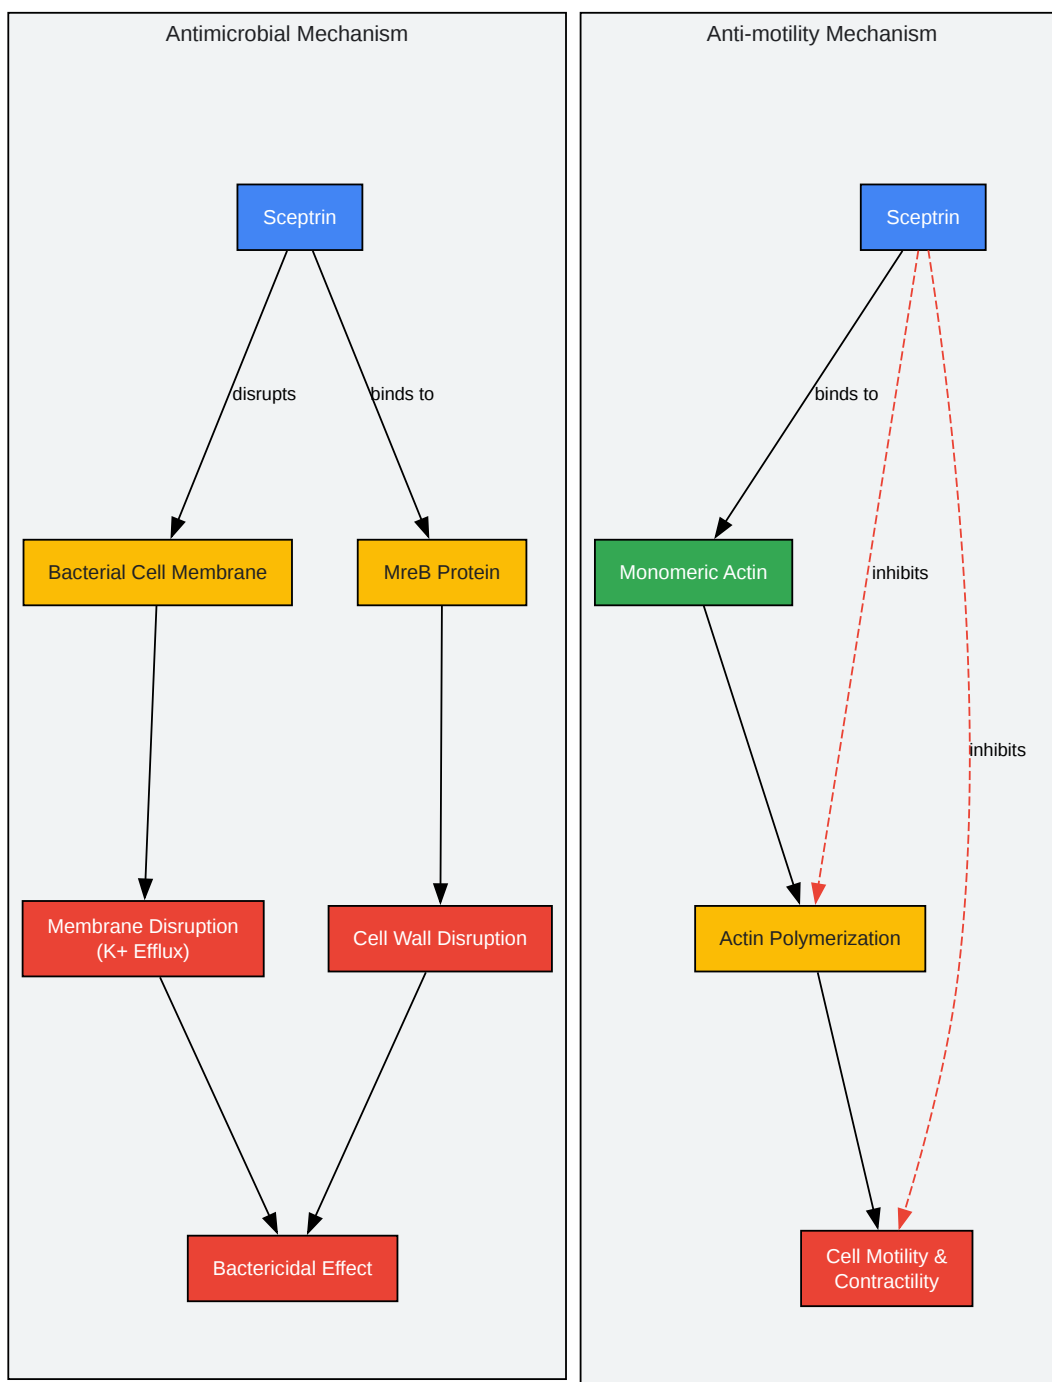 Antimicrobial Mechanism
Sceptrin
disrupts
binds to
Bacterial Cell Membrane
MreB Protein
Membrane Disruption
(K+ Efflux)
Cell Wall Disruption
Bactericidal Effect
Anti-motility Mechanism
Sceptrin
binds to
Monomeric Actin
inhibits
inhibits
Actin Polymerization
Cell Motility &
Contractility